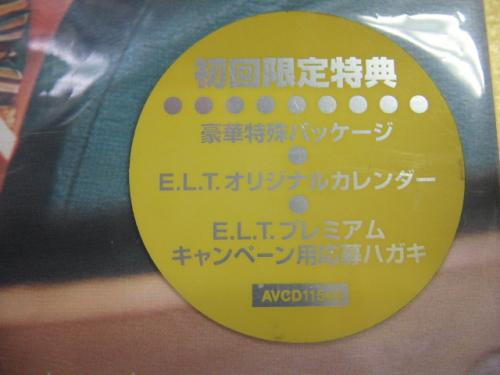 初回限定特典
豪華特殊パッケージ
E.L.T.オリジナルカレンダー
E.L.T.プレミアム
キャンペーン用応募ハガキ